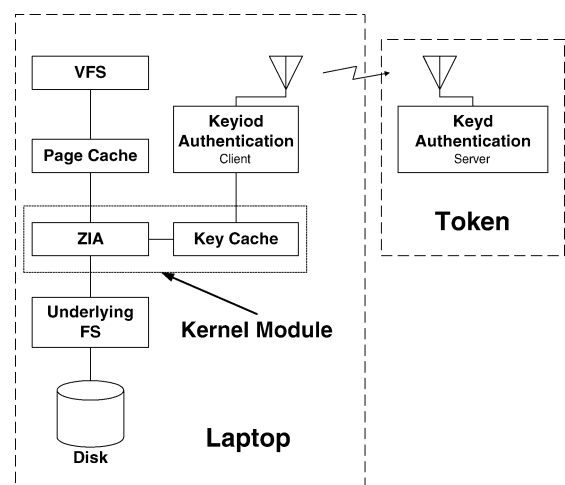 VFS
Page Cache
Keyiod
Authentication
Client
Keyd
Authentication
Server
Token
ZIA
Key Cache
Underlying
FS
Kernel Module
Disk
Laptop